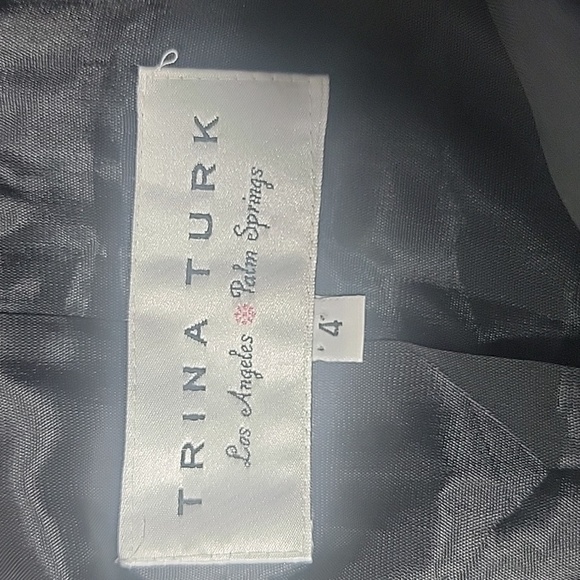 TRINA TURK
Los Angeles Palm Springs
4